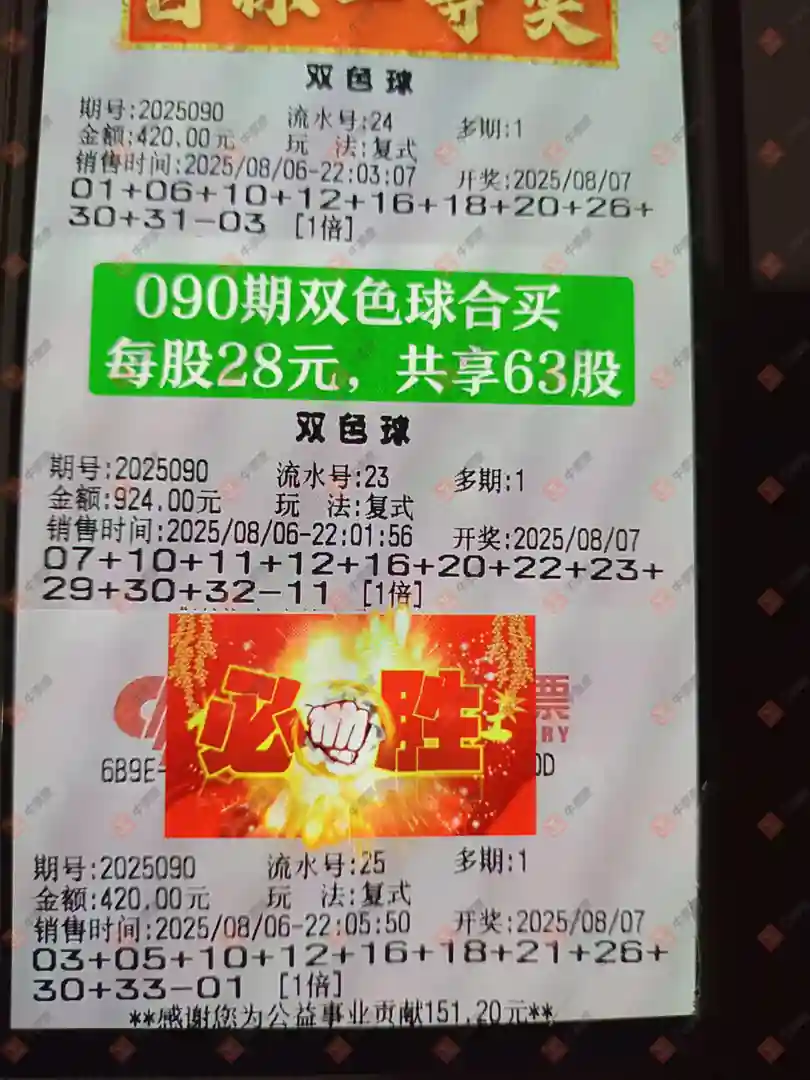 双色球
期号:2025090 流水号:24 多期:1
金额:420.00元 玩 法:复式
销售时间:2025/08/06-22:03:07 开奖:2025/08/07
01+06+10+12+16+18+20+26+
30+31-03 [1倍]
090期双色球合买
每股28元，共享63股
双色球
期号:2025090 流水号:23 多期:1
金额:924.00元 玩 法:复式
销售时间:2025/08/06-22:01:56 开奖:2025/08/07
07+10+11+12+16+20+22+23+
29+30+32-11 [1倍]
必胜
票
RY
6B9E-
0D
期号:2025090 流水号:25 多期:1
金额:420.00元 玩 法:复式
销售时间:2025/08/06-22:05:50 开奖:2025/08/07
03+05+10+12+16+18+21+26+
30+33-01 [1倍]
**感谢您为公益事业贡献151.20元**